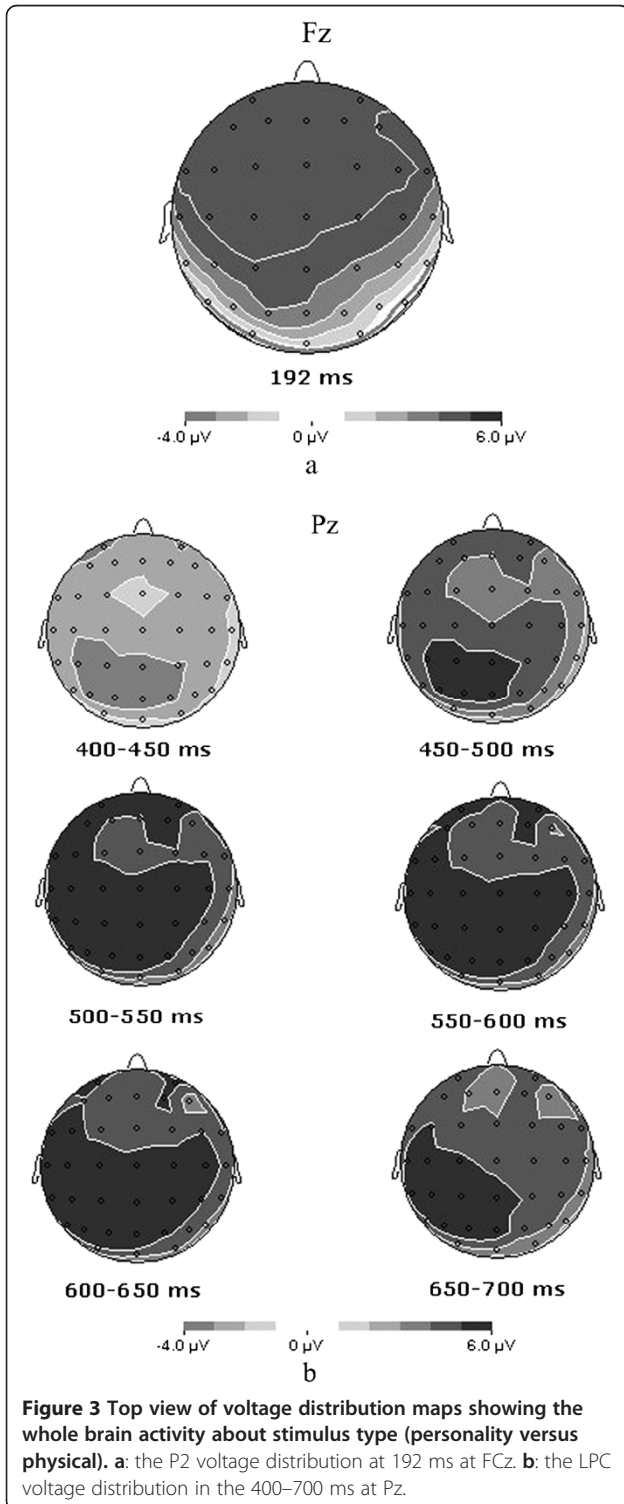 Fz
192 ms
-4.0 µV 0 µV 6.0 µV
a
Pz
400-450 ms 450-500 ms
500-550 ms 550-600 ms
600-650 ms 650-700 ms
-4.0 µV 0 µV 6.0 µV
b
Figure 3 Top view of voltage distribution maps showing the
whole brain activity about stimulus type (personality versus
physical). a: the P2 voltage distribution at 192 ms at FCz. b: the LPC
voltage distribution in the 400–700 ms at Pz.